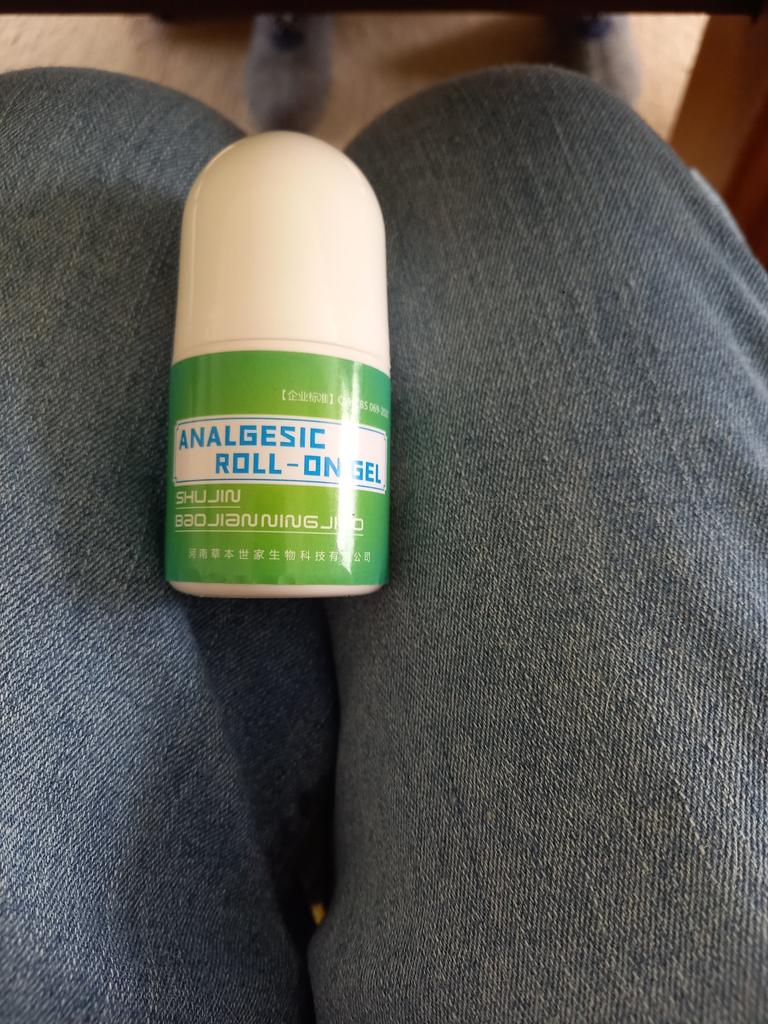 【企业标准】
ANALGESIC
ROLL-ON GEL
SHUJIN
BAOJIANNING
河南草本世家生物科技有限公司